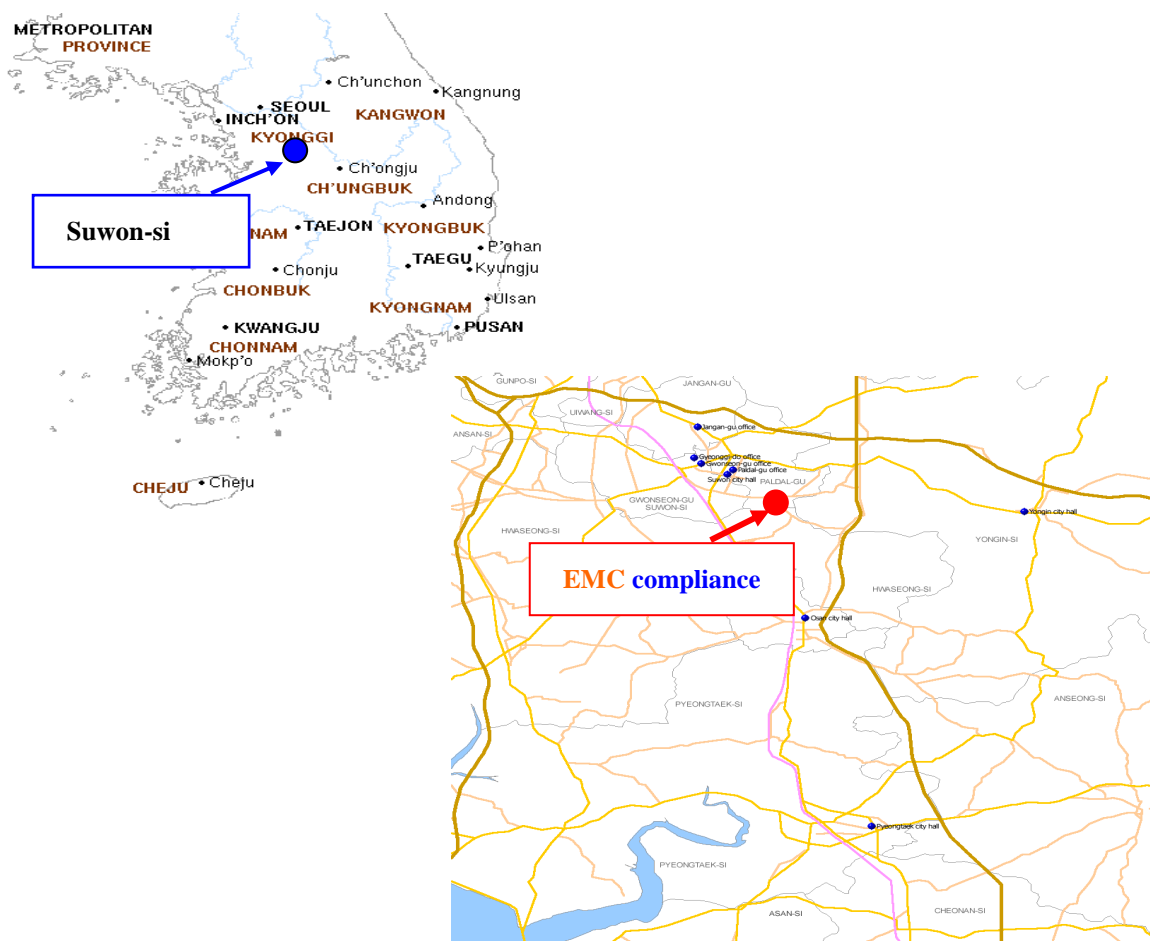 METROPOLITAN
PROVINCE
Ch'unchon
Kangnung
SEOUL
INCH'ON
KANGWON
KYONGGI
Ch'ongju
CH'UNGBUK
Andong
Suwon-si
NAM
TAEJON
KYONGBUK
P'ohan
TAEGU
Kyungju
Chonju
CHONBUK
Ulsan
KYONGNAM
KWANGJU
PUSAN
CHONNAM
Mokp'o
CHEJU
Cheju
GUNPO-SI
JANGAN-GU
UIWANG-SI
Jangan-gu office
ANSAN-SI
Gyeonggi-do office
Gwonseon-gu office
Paldal-gu office
Suwon city hall
PALDAL-GU
GWONSEON-GU
SUWON-SI
Yongin city hall
HWASEONG-SI
YONGIN-SI
EMC compliance
HWASEONG-SI
Osan city hall
ANSEONG-SI
PYEONGTAEK-SI
Pyeongtaek city hall
PYEONGTAEK-SI
ASAN-SI
CHEONAN-SI